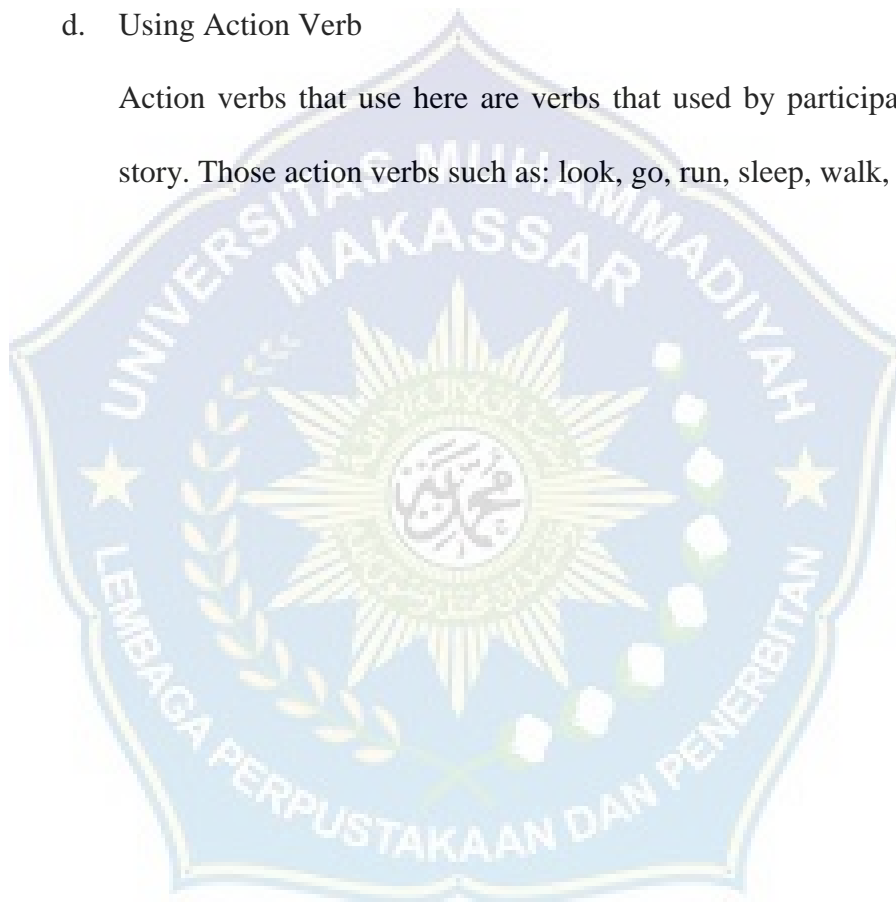 d. Using Action Verb
Action verbs that use here are verbs that used by
story. Those action verbs such as: look, go, run, sleep, walk,
UNIVERSITAS MUHAMMADIYAH
MAKASSAR
محمد
LEMBAGA PERPUSTAKAAN DAN PENERBITAN